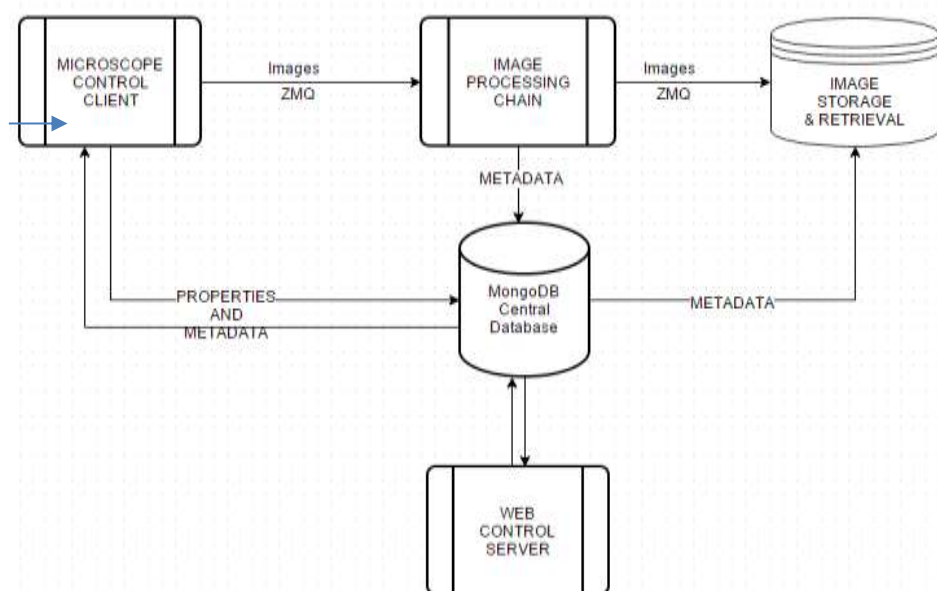 MICROSCOPE
CONTROL
CLIENT
Images
ZMQ
IMAGE
PROCESSING
CHAIN
Images
ZMQ
IMAGE
STORAGE
& RETRIEVAL
METADATA
PROPERTIES
AND
METADATA
MongoDB
Central
Database
METADATA
WEB
CONTROL
SERVER